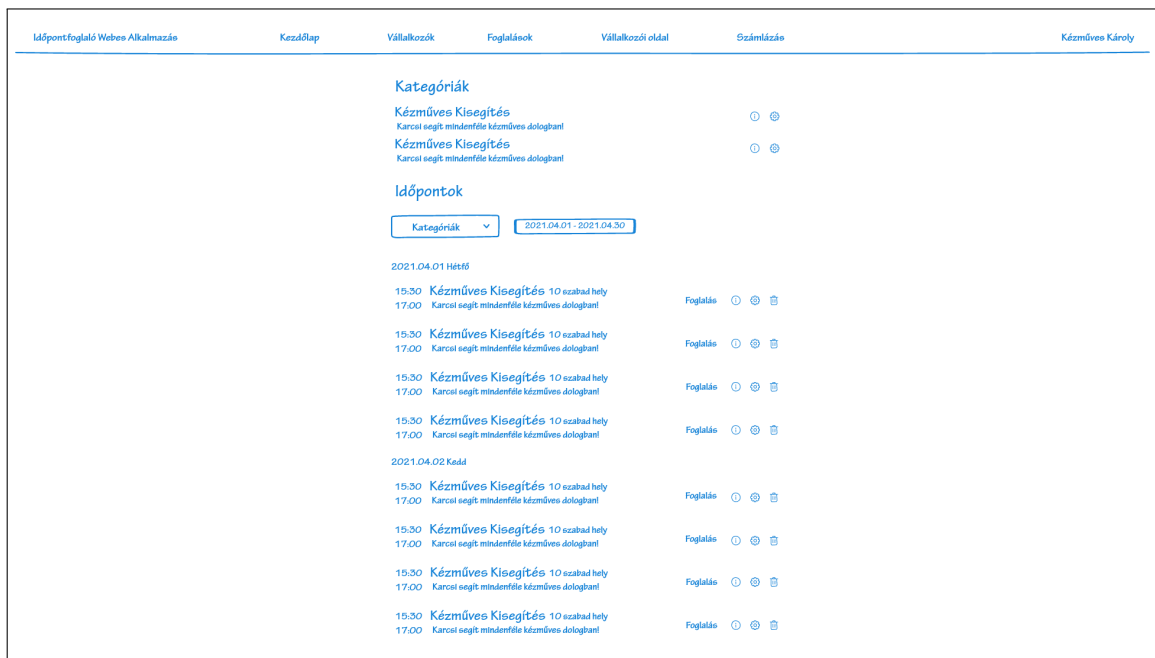 Időpontfoglaló Webes Alkalmazás Kezdőlap Vállalkozók Foglalások Vállalkozói oldal Számlázás Kézműves Károly
Kategóriák
Kézműves Kisegítés
Karcsi segít mindenféle kézműves dologban!
Kézműves Kisegítés
Karcsi segít mindenféle kézműves dologban!
Időpontok
Kategóriák 2021.04.01 - 2021.04.30
2021.04.01 Hétfő
15:30 Kézműves Kisegítés 10 szabad hely Foglalás
17:00 Karcsi segít mindenféle kézműves dologban!
15:30 Kézműves Kisegítés 10 szabad hely Foglalás
17:00 Karcsi segít mindenféle kézműves dologban!
15:30 Kézműves Kisegítés 10 szabad hely Foglalás
17:00 Karcsi segít mindenféle kézműves dologban!
15:30 Kézműves Kisegítés 10 szabad hely Foglalás
17:00 Karcsi segít mindenféle kézműves dologban!
2021.04.02 Kedd
15:30 Kézműves Kisegítés 10 szabad hely Foglalás
17:00 Karcsi segít mindenféle kézműves dologban!
15:30 Kézműves Kisegítés 10 szabad hely Foglalás
17:00 Karcsi segít mindenféle kézműves dologban!
15:30 Kézműves Kisegítés 10 szabad hely Foglalás
17:00 Karcsi segít mindenféle kézműves dologban!
15:30 Kézműves Kisegítés 10 szabad hely Foglalás
17:00 Karcsi segít mindenféle kézműves dologban!